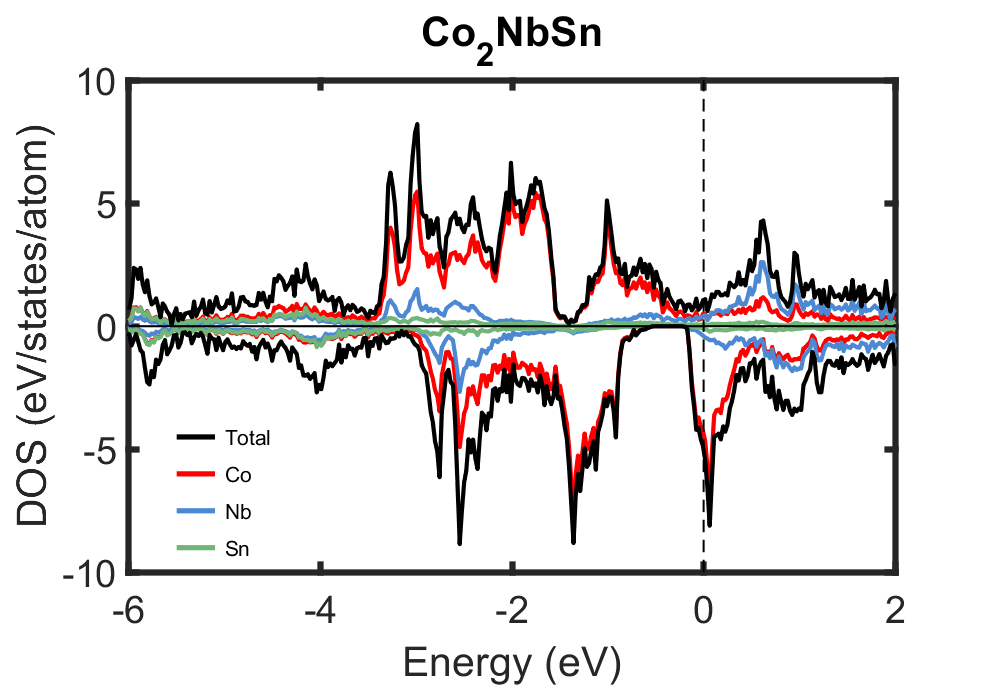 Co₂NbSn
DOS (eV/states/atom)
10
5
0
-5
-10
Total
Co
Nb
Sn
-6 -4 -2 0 2
Energy (eV)